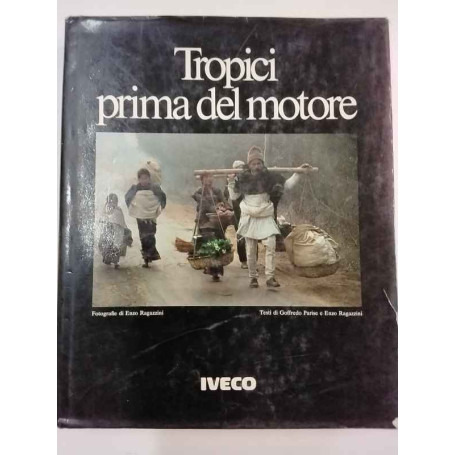 Tropici
prima del motore
Fotografie di Enzo Ragazzini
Testi di Goffredo Parise e Enzo Ragazzini
IVECO